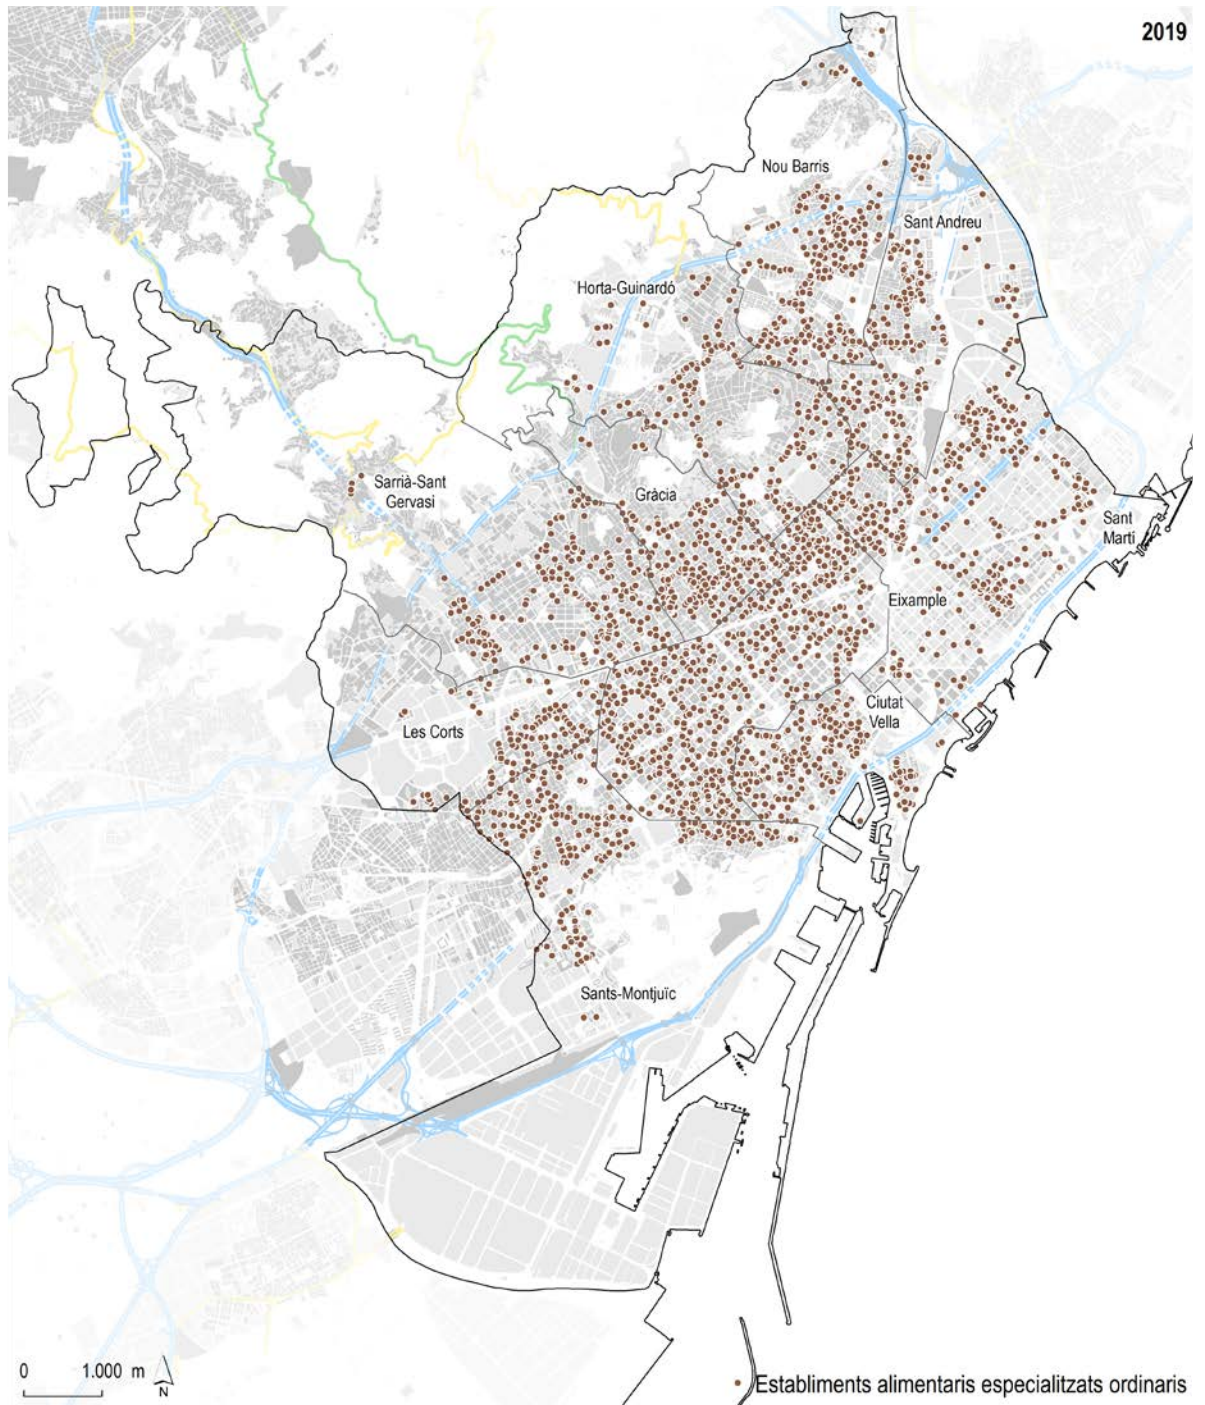 2019
Nou Barris
Sant Andreu
Horta-Guinardó
Sarrià-Sant
Gervasi
Gràcia
Sant
Martí
Eixample
Ciutat
Vella
Les Corts
Sants-Montjuïc
0 1.000 m
N
Establiments alimentaris especialitzats ordinaris